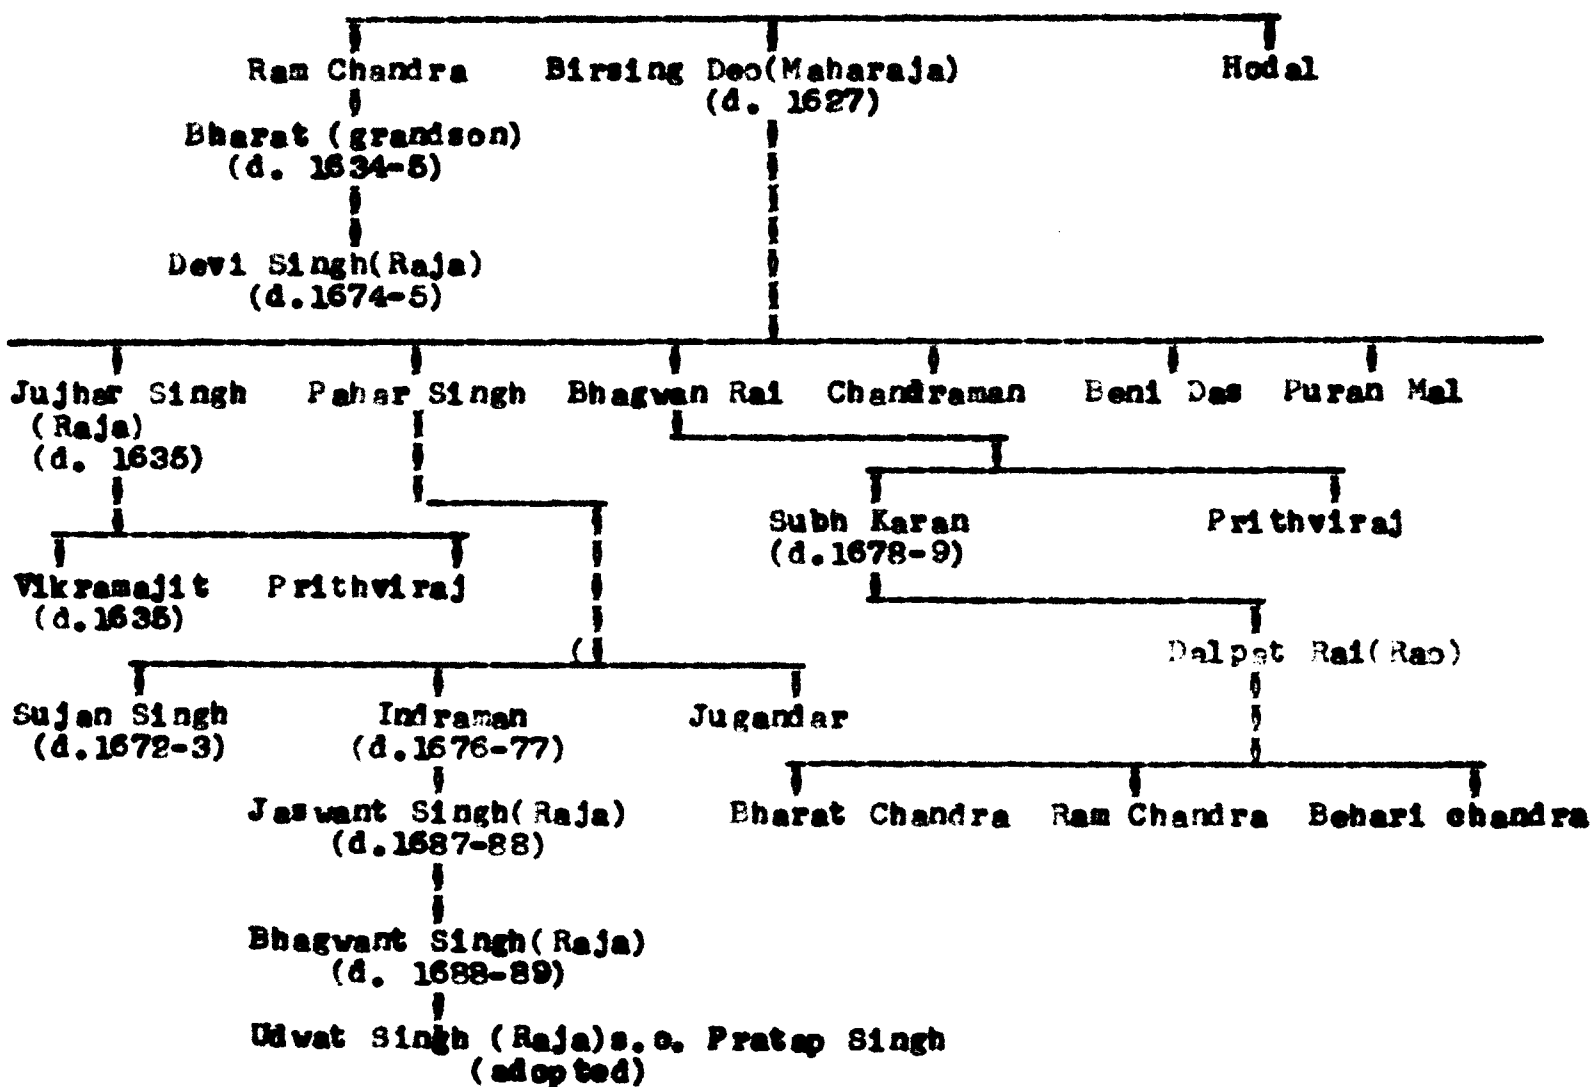 Ram Chandra Birsing Deo(Maharaja) Hodal
(d. 1627)
Bharat (grandson)
(d. 1634-5)
Devi Singh(Raja)
(d.1674-5)
Jujhar Singh Pahar Singh Bhagwan Rai Chandraman Beni Das Puran Mal
(Raja)
(d. 1635)
Subh Karan Prithviraj
(d.1678-9)
Vikramajit Prithviraj
(d.1635)
Dalpat Rai(Rao)
Sujan Singh Indraman Jugandar
(d.1672-3) (d.1676-77)
Jaswant Singh(Raja) Bharat Chandra Ram Chandra Behari chandra
(d.1687-88)
Bhagwant Singh(Raja)
(d. 1688-89)
Udwat Singh (Raja)s.o. Pratap Singh
(adopted)